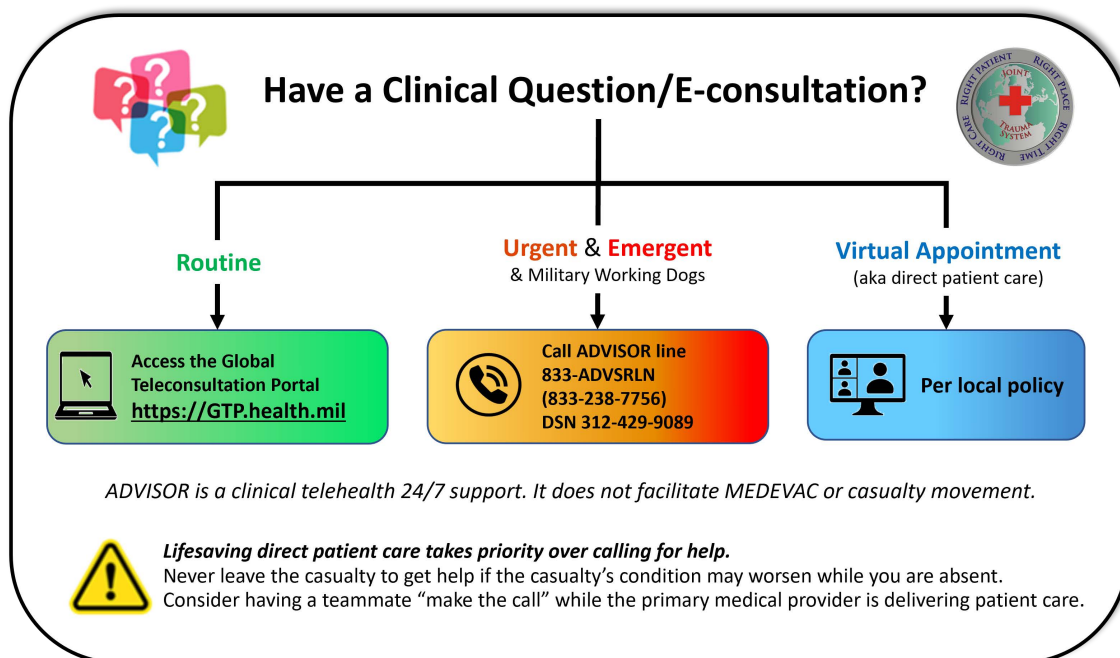 Have a Clinical Question/E-consultation?
RIGHT PATIENT RIGHT PLACE
RIGHT CARE RIGHT TIME
JOINT
TRAUMA
SYSTEM
Routine
Access the Global
Teleconsultation Portal
https://GTP.health.mil
Urgent & Emergent
& Military Working Dogs
Call ADVISOR line
833-ADVSRLN
(833-238-7756)
DSN 312-429-9089
Virtual Appointment
(aka direct patient care)
Per local policy
ADVISOR is a clinical telehealth 24/7 support. It does not facilitate MEDEVAC or casualty movement.
Lifesaving direct patient care takes priority over calling for help.
Never leave the casualty to get help if the casualty’s condition may worsen while you are absent.
Consider having a teammate “make the call” while the primary medical provider is delivering patient care.